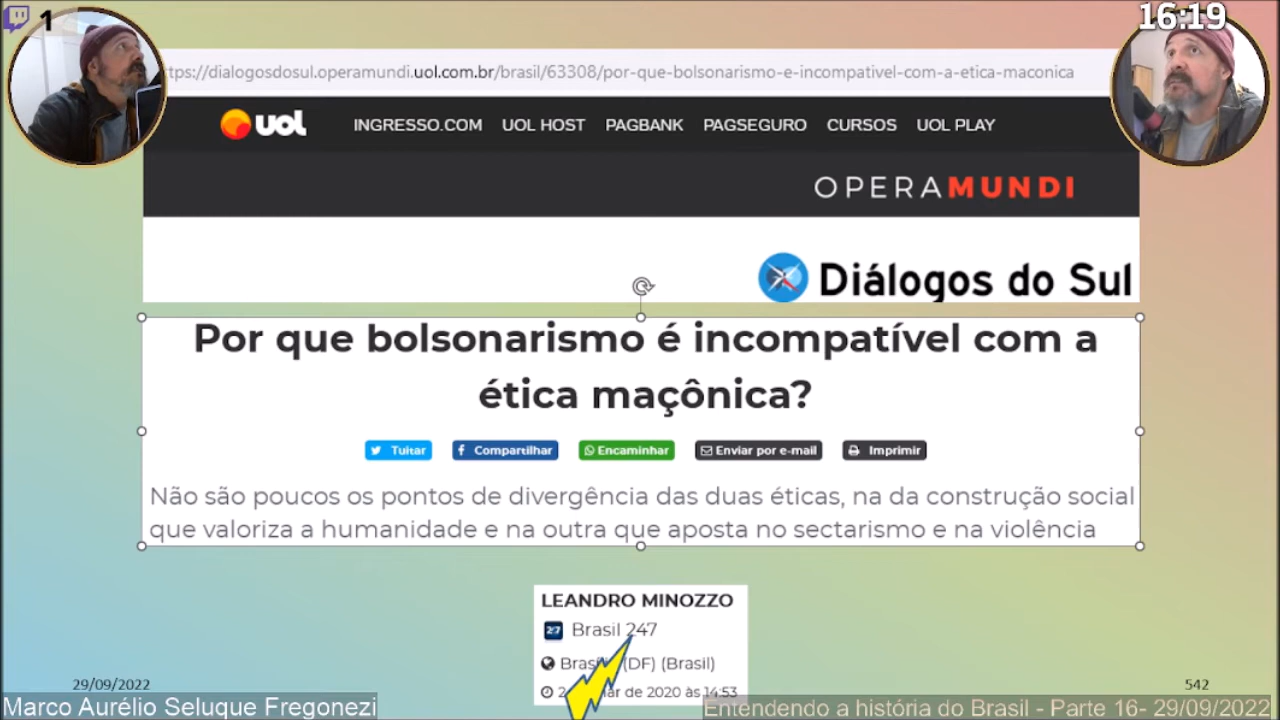 1
16:19
tps://dialogosdosul.operamundi.uol.com.br/brasil/63308/por-que-bolsonarismo-e-incompativel-com-a-etica-maconica
uol INGRESSO.COM UOL HOST PAGBANK PAGSEGURO CURSOS UOL PLAY
OPERAMUNDI
Diálogos do Sul
Por que bolsonarismo é incompatível com a
ética maçônica?
Tuitar Compartilhar Encaminhar Enviar por e-mail Imprimir
Não são poucos os pontos de divergência das duas éticas, na da construção social
que valoriza a humanidade e na outra que aposta no sectarismo e na violência
LEANDRO MINOZZO
247 Brasil 247
(DF) (Brasil)
de 2020 às 14:53
29/09/2022
542
Marco Aurélio Seluque Fregonezi
Entendendo a história do Brasil - Parte 16- 29/09/2022